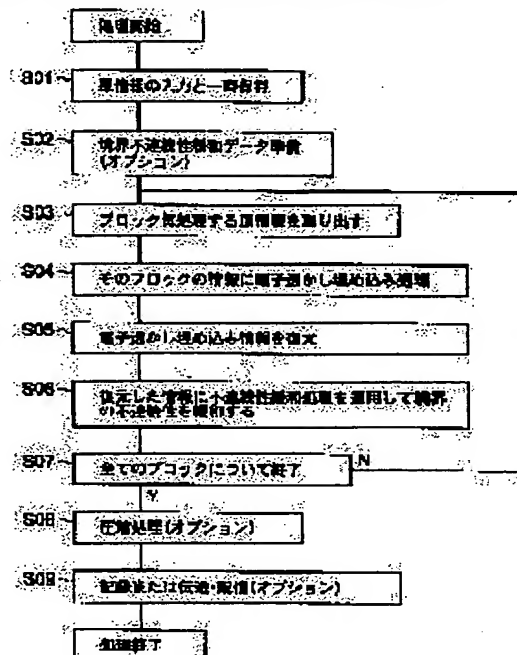 処理開始
S01
原情報の入力と一時保存
S02
境界不連続性緩和データ準備
(オプション)
S03
ブロック毎処理する原情報を取り出す
S04
そのブロックの情報に電子透かし埋め込み処理
S05
電子透かし埋め込み情報を復元
S06
復元した情報に不連続性緩和処理を適用して境界
の不連続性を緩和する
S07
全てのブロックについて終了
N
Y
S08
圧縮処理(オプション)
S09
記録または伝送・配信(オプション)
処理終了